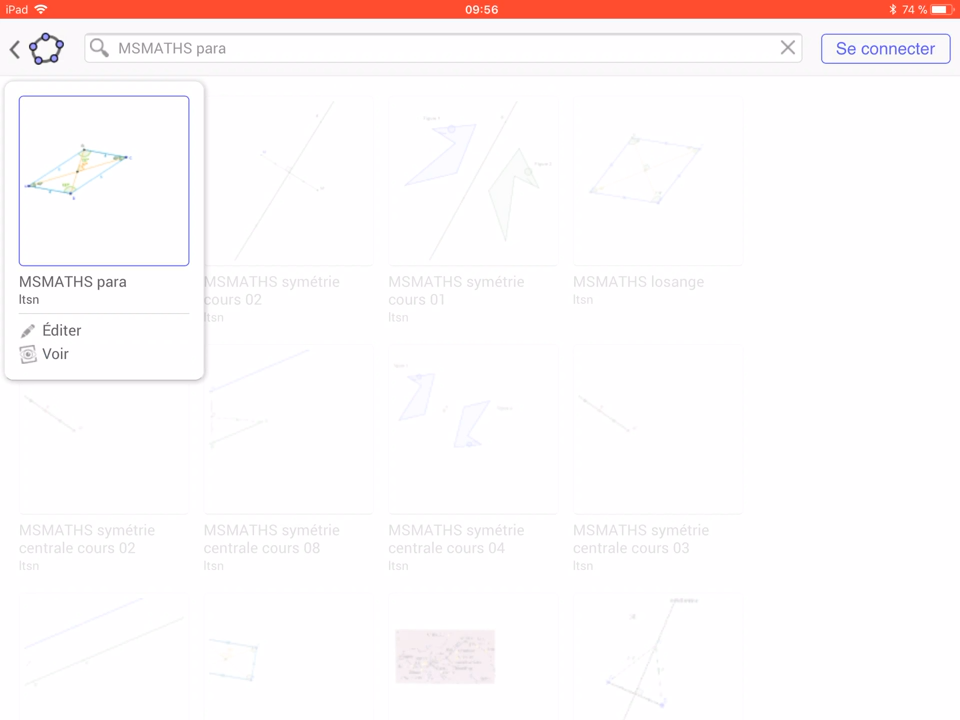 iPad 09:56 74 %
MSMATHS para
Se connecter
MSMATHS para
ltsn
Éditer
Voir
MSMATHS symétrie
cours 02
ltsn
MSMATHS symétrie
cours 01
ltsn
MSMATHS losange
ltsn
MSMATHS symétrie
centrale cours 02
ltsn
MSMATHS symétrie
centrale cours 08
ltsn
MSMATHS symétrie
centrale cours 04
ltsn
MSMATHS symétrie
centrale cours 03
ltsn